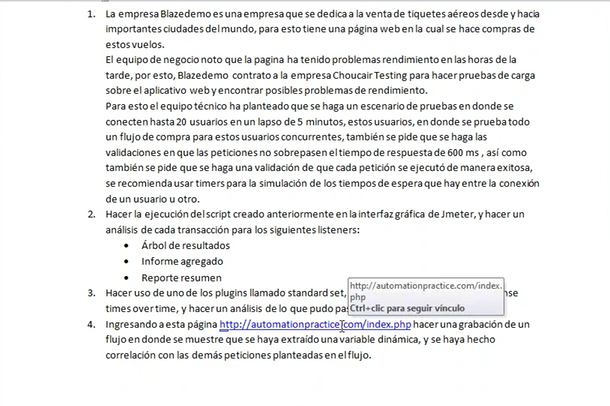 1. La empresa Blazedemo es una empresa que se dedica a la venta de tiquetes aéreos desde y hacia
importantes ciudades del mundo, para esto tiene una página web en la cual se hace compras de
estos vuelos.
El equipo de negocio noto que la pagina ha tenido problemas rendimiento en las horas de la
tarde, por esto, Blazedemo contrato a la empresa Choucair Testing para hacer pruebas de carga
sobre el aplicativo web y encontrar posibles problemas de rendimiento.
Para esto el equipo técnico ha planteado que se haga un escenario de pruebas en donde se
conecten hasta 20 usuarios en un lapso de 5 minutos, estos usuarios, en donde se prueba todo
un flujo de compra para estos usuarios concurrentes, también se pide que se haga las
validaciones en que las peticiones no sobrepasen el tiempo de respuesta de 600 ms , así como
también se pide que se haga una validación de que cada petición se ejecutó de manera exitosa,
se recomienda usar timers para la simulación de los tiempos de espera que hay entre la conexión
de un usuario u otro.
2. Hacer la ejecución del script creado anteriormente en la interfaz gráfica de Jmeter, y hacer un
análisis de cada transacción para los siguientes listeners:
• Árbol de resultados
• Informe agregado
• Reporte resumen
http://automationpractice.com/index.
php
Ctrl+clic para seguir vínculo
3. Hacer uso de uno de los plugins llamado standard set,
times over time, y hacer un análisis de lo que pudo
4. Ingresando a esta página http://automationpractice.com/index.php hacer una grabación de un
flujo en donde se muestre que se haya extraído una variable dinámica, y se haya hecho
correlación con las demás peticiones planteadas en el flujo.